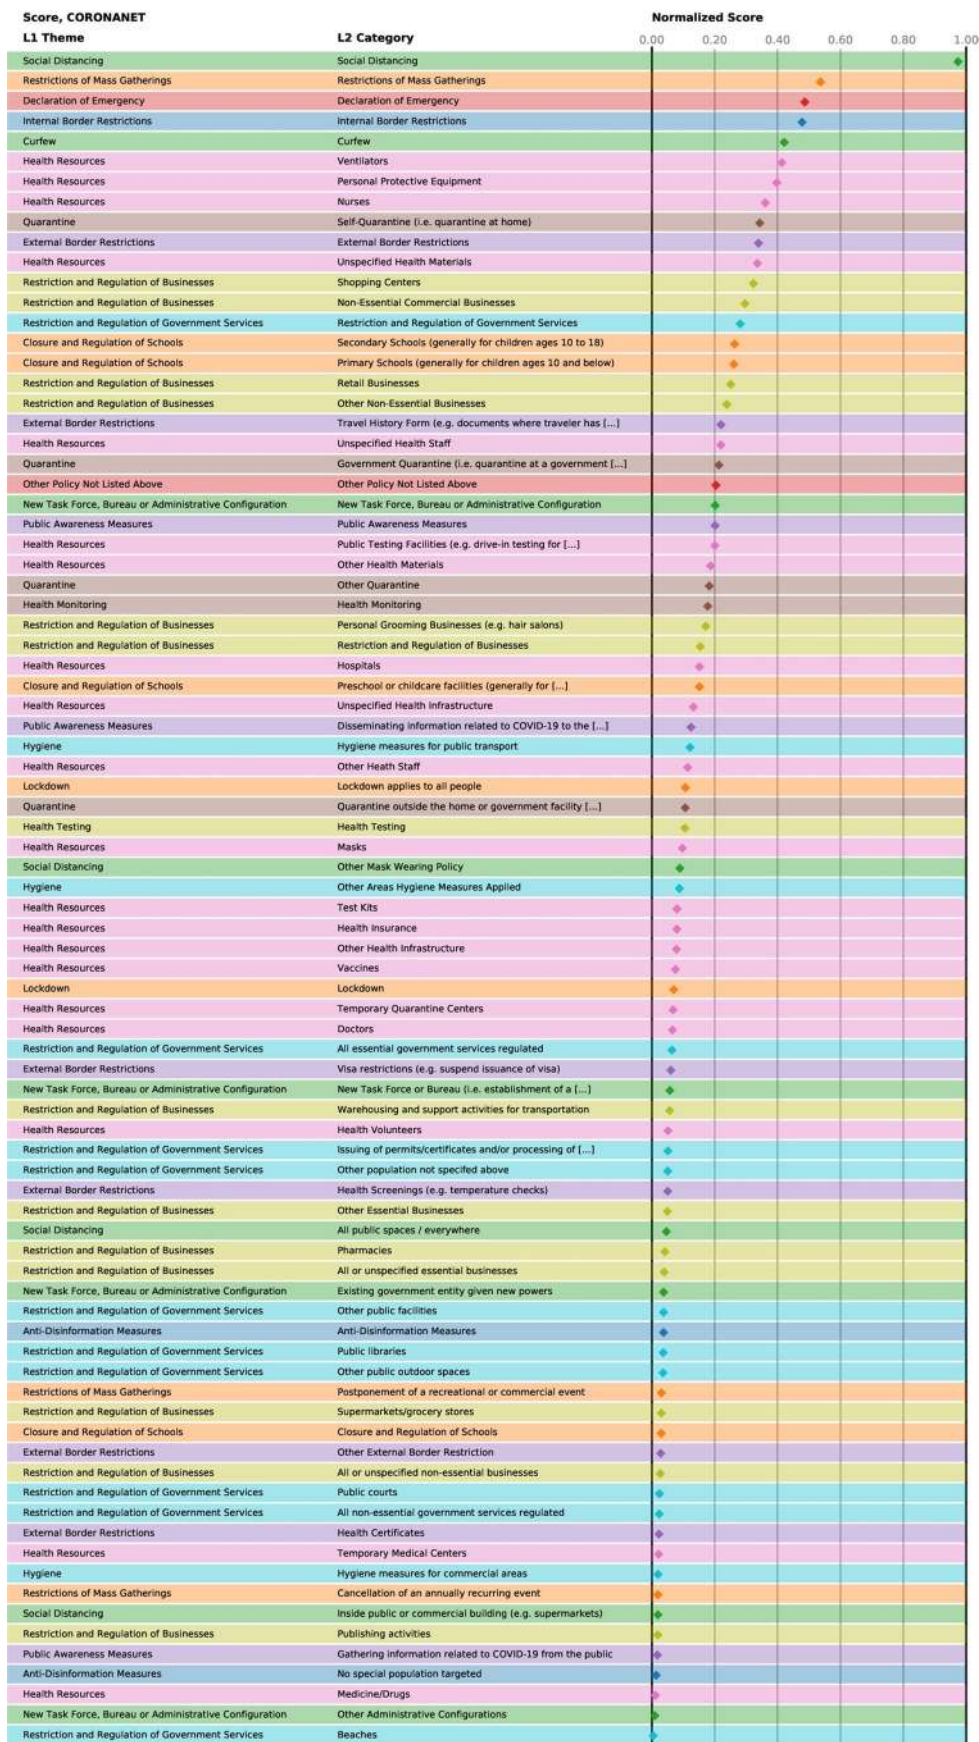 Score, CORONANET Normalized Score
L1 Theme L2 Category 0.00 0.20 0.40 0.60 0.80 1.00
Social Distancing Social Distancing
Restrictions of Mass Gatherings Restrictions of Mass Gatherings
Declaration of Emergency Declaration of Emergency
Internal Border Restrictions Internal Border Restrictions
Curfew Curfew
Health Resources Ventilators
Health Resources Personal Protective Equipment
Health Resources Nurses
Quarantine Self-Quarantine (i.e. quarantine at home)
External Border Restrictions External Border Restrictions
Health Resources Unspecified Health Materials
Restriction and Regulation of Businesses Shopping Centers
Restriction and Regulation of Businesses Non-Essential Commercial Businesses
Restriction and Regulation of Government Services Restriction and Regulation of Government Services
Closure and Regulation of Schools Secondary Schools (generally for children ages 10 to 18)
Closure and Regulation of Schools Primary Schools (generally for children ages 10 and below)
Restriction and Regulation of Businesses Retail Businesses
Restriction and Regulation of Businesses Other Non-Essential Businesses
External Border Restrictions Travel History Form (e.g. documents where traveler has [...]
Health Resources Unspecified Health Staff
Quarantine Government Quarantine (i.e. quarantine at a government [...]
Other Policy Not Listed Above Other Policy Not Listed Above
New Task Force, Bureau or Administrative Configuration New Task Force, Bureau or Administrative Configuration
Public Awareness Measures Public Awareness Measures
Health Resources Public Testing Facilities (e.g. drive-in testing for [...]
Health Resources Other Health Materials
Quarantine Other Quarantine
Health Monitoring Health Monitoring
Restriction and Regulation of Businesses Personal Grooming Businesses (e.g. hair salons)
Restriction and Regulation of Businesses Restriction and Regulation of Businesses
Health Resources Hospitals
Closure and Regulation of Schools Preschool or childcare facilities (generally for [...]
Health Resources Unspecified Health Infrastructure
Public Awareness Measures Disseminating information related to COVID-19 to the [...]
Hygiene Hygiene measures for public transport
Health Resources Other Heath Staff
Lockdown Lockdown applies to all people
Quarantine Quarantine outside the home or government facility [...]
Health Testing Health Testing
Health Resources Masks
Social Distancing Other Mask Wearing Policy
Hygiene Other Areas Hygiene Measures Applied
Health Resources Test Kits
Health Resources Health Insurance
Health Resources Other Health Infrastructure
Health Resources Vaccines
Lockdown Lockdown
Health Resources Temporary Quarantine Centers
Health Resources Doctors
Restriction and Regulation of Government Services All essential government services regulated
External Border Restrictions Visa restrictions (e.g. suspend issuance of visa)
New Task Force, Bureau or Administrative Configuration New Task Force or Bureau (i.e. establishment of a [...]
Restriction and Regulation of Businesses Warehousing and support activities for transportation
Health Resources Health Volunteers
Restriction and Regulation of Government Services Issuing of permits/certificates and/or processing of [...]
Restriction and Regulation of Government Services Other population not specifed above
External Border Restrictions Health Screenings (e.g. temperature checks)
Restriction and Regulation of Businesses Other Essential Businesses
Social Distancing All public spaces / everywhere
Restriction and Regulation of Businesses Pharmacies
Restriction and Regulation of Businesses All or unspecified essential businesses
New Task Force, Bureau or Administrative Configuration Existing government entity given new powers
Restriction and Regulation of Government Services Other public facilities
Anti-Disinformation Measures Anti-Disinformation Measures
Restriction and Regulation of Government Services Public libraries
Restriction and Regulation of Government Services Other public outdoor spaces
Restrictions of Mass Gatherings Postponement of a recreational or commercial event
Restriction and Regulation of Businesses Supermarkets/grocery stores
Closure and Regulation of Schools Closure and Regulation of Schools
External Border Restrictions Other External Border Restriction
Restriction and Regulation of Businesses All or unspecified non-essential businesses
Restriction and Regulation of Government Services Public courts
Restriction and Regulation of Government Services All non-essential government services regulated
External Border Restrictions Health Certificates
Health Resources Temporary Medical Centers
Hygiene Hygiene measures for commercial areas
Restrictions of Mass Gatherings Cancellation of an annually recurring event
Social Distancing Inside public or commercial building (e.g. supermarkets)
Restriction and Regulation of Businesses Publishing activities
Public Awareness Measures Gathering information related to COVID-19 from the public
Anti-Disinformation Measures No special population targeted
Health Resources Medicine/Drugs
New Task Force, Bureau or Administrative Configuration Other Administrative Configurations
Restriction and Regulation of Government Services Beaches